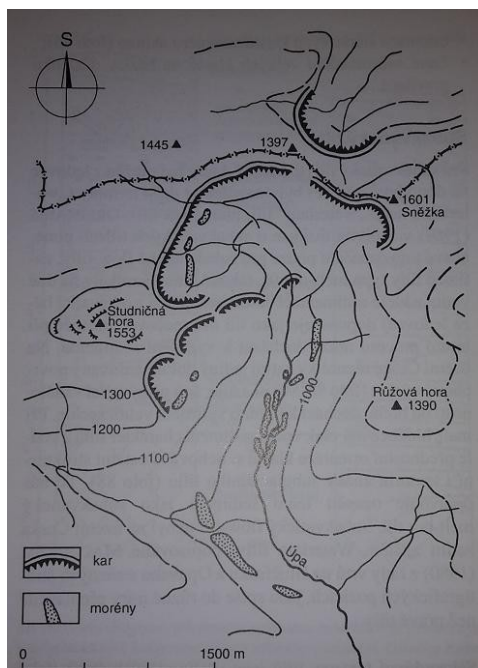 S
1445
1397
1601
Sněžka
Studničná
hora
1553
1300
1200
1100
1000
Růžová hora
1390
Úpa
kar
morény
0
1500 m